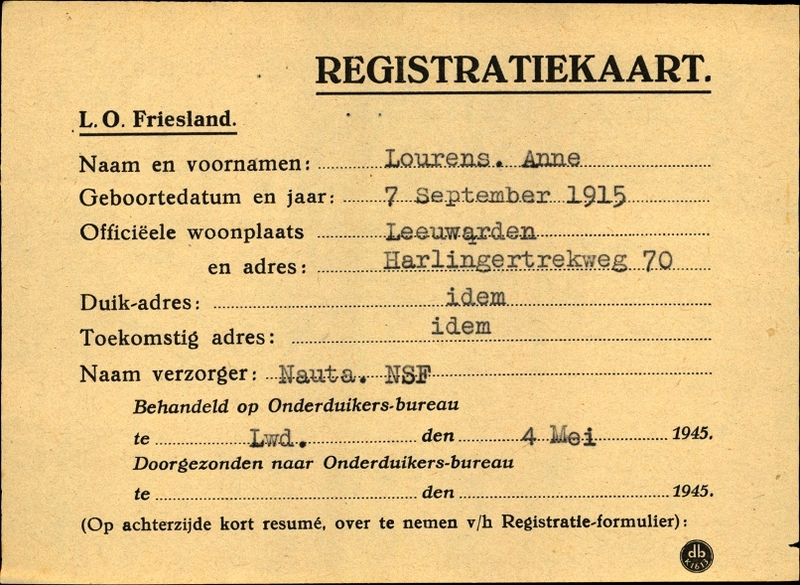 REGISTRATIEKAART.
L. O. Friesland.
Naam en voornamen: Lourens. Anne
Geboortedatum en jaar: 7 September 1915
Officiëele woonplaats Leeuwarden
en adres: Harlingertrekweg 70
Duik-adres: idem
Toekomstig adres: idem
Naam verzorger: Nauta. NSF
Behandeld op Onderduikers-bureau
te Lwd. den 4 Mei 1945.
Doorgezonden naar Onderduikers-bureau
te den 1945.
(Op achterzijde kort resumé, over te nemen v/h Registratie-formulier):
db
K1613